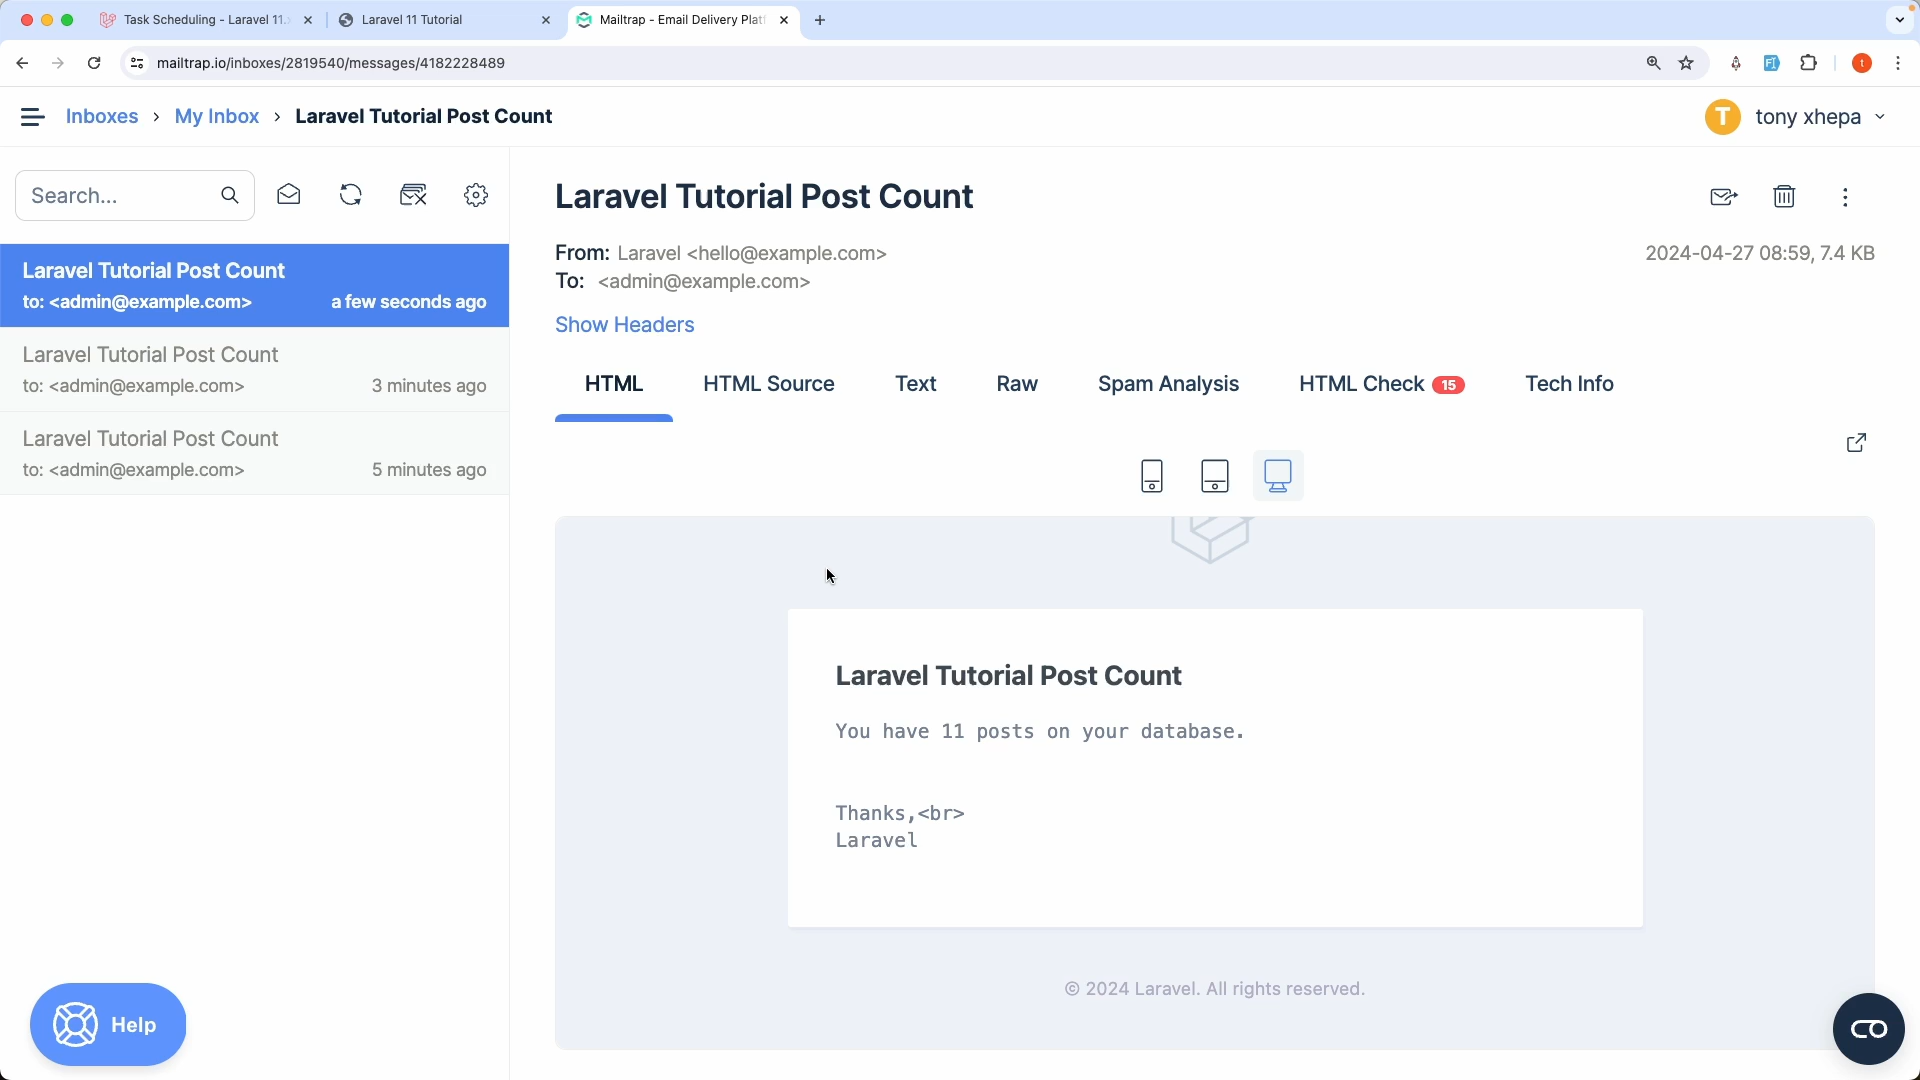 Task Scheduling - Laravel 11.
Laravel 11 Tutorial
Mailtrap - Email Delivery Platf
mailtrap.io/inboxes/2819540/messages/4182228489
t
Inboxes > My Inbox > Laravel Tutorial Post Count
T tony xhepa
Search...
Laravel Tutorial Post Count
to: <admin@example.com> a few seconds ago
Laravel Tutorial Post Count
to: <admin@example.com> 3 minutes ago
Laravel Tutorial Post Count
to: <admin@example.com> 5 minutes ago
Help
Laravel Tutorial Post Count
From: Laravel <hello@example.com> 2024-04-27 08:59, 7.4 KB
To: <admin@example.com>
Show Headers
HTML HTML Source Text Raw Spam Analysis HTML Check 15 Tech Info
Laravel Tutorial Post Count
You have 11 posts on your database.
Thanks,<br>
Laravel
© 2024 Laravel. All rights reserved.